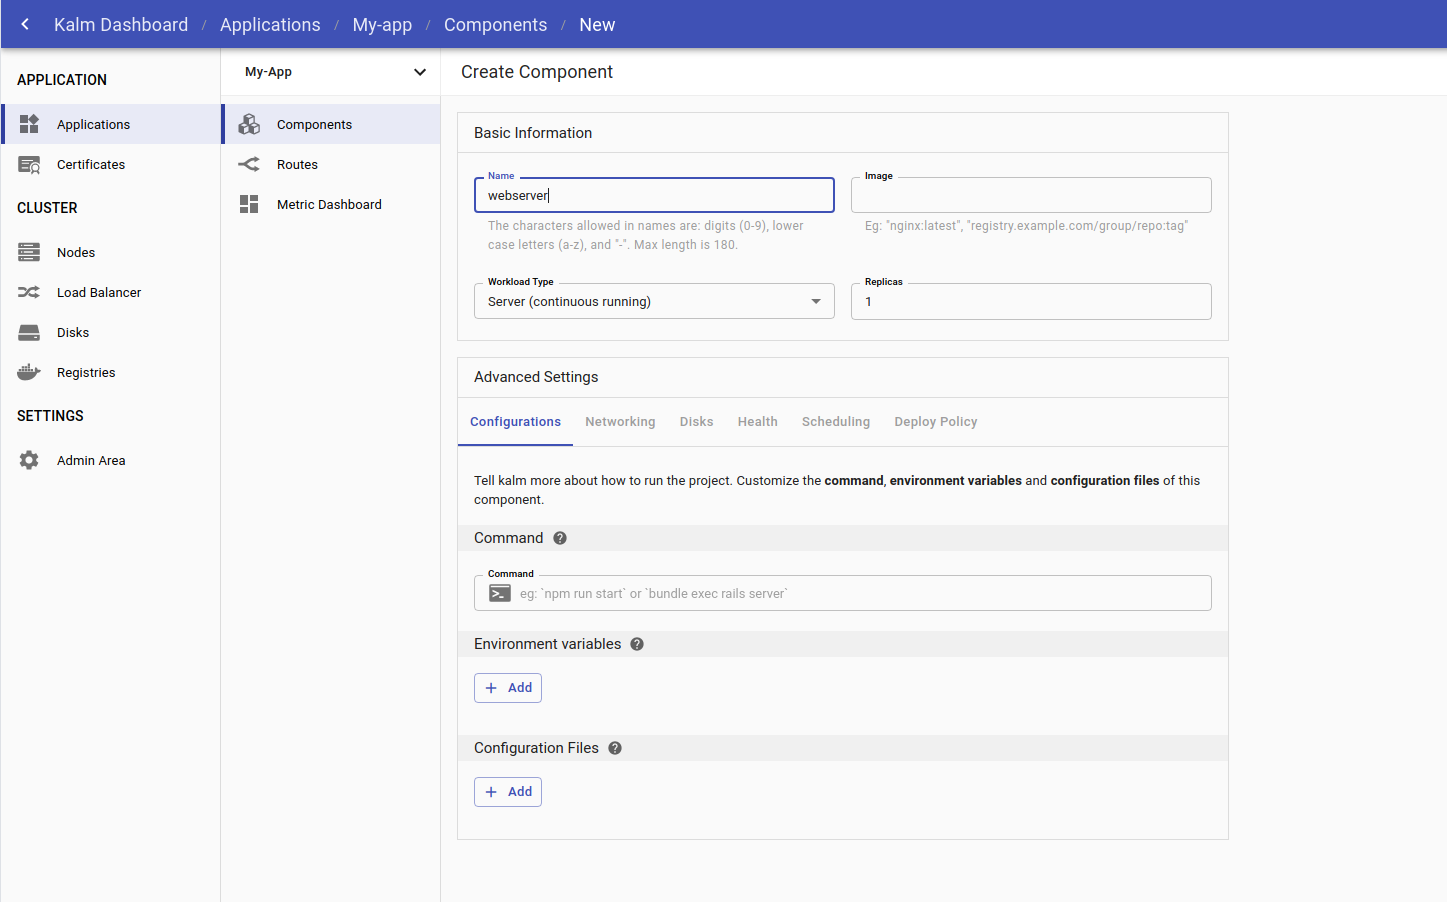 Kalm Dashboard / Applications / My-app / Components / New
APPLICATION
Applications
Certificates
CLUSTER
Nodes
Load Balancer
Disks
Registries
SETTINGS
Admin Area
My-App
Components
Routes
Metric Dashboard
Create Component
Basic Information
Name
webserver
The characters allowed in names are: digits (0-9), lower
case letters (a-z), and "-". Max length is 180.
Image
Eg: "nginx:latest", "registry.example.com/group/repo:tag"
Workload Type
Server (continuous running)
Replicas
1
Advanced Settings
Configurations Networking Disks Health Scheduling Deploy Policy
Tell kalm more about how to run the project. Customize the command, environment variables and configuration files of this
component.
Command
Command
eg: `npm run start` or `bundle exec rails server`
Environment variables
+ Add
Configuration Files
+ Add